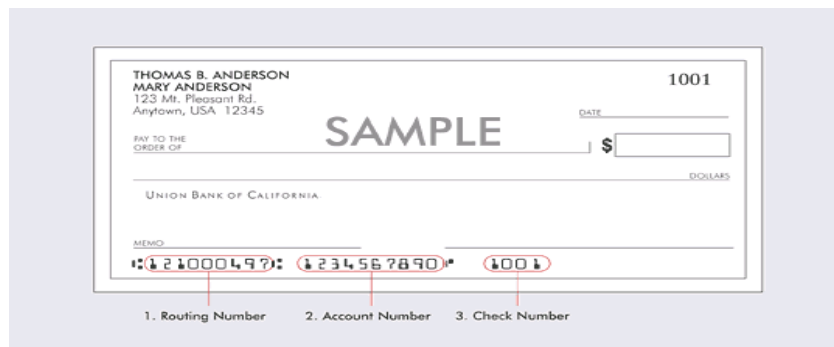 THOMAS B. ANDERSON
MARY ANDERSON
1001
123 Mt. Pleasant Rd.
Anytown, USA 12345
DATE
SAMPLE
PAY TO THE
ORDER OF
$
DOLLARS
UNION BANK OF CALIFORNIA
MEMO
⑆121000497⑆ 1234567890⑈ 1001
1. Routing Number 2. Account Number 3. Check Number